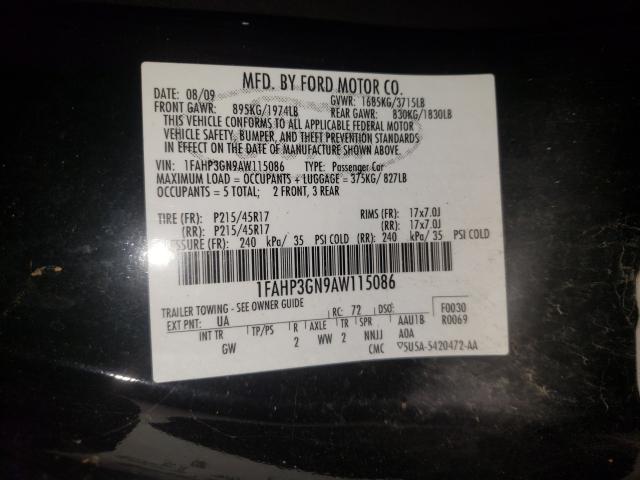 MFD. BY FORD MOTOR CO.
DATE: 08/09 GVWR: 1685KG/3715LB
FRONT GAWR: 895KG/1974LB REAR GAWR: 830KG/1830LB
THIS VEHICLE CONFORMS TO ALL APPLICABLE FEDERAL MOTOR
VEHICLE SAFETY, BUMPER, AND THEFT PREVENTION STANDARDS
IN EFFECT ON THE DATE OF MANUFACTURE SHOWN ABOVE.
VIN: 1FAHP3GN9AW115086 TYPE: Passenger Car
MAXIMUM LOAD = OCCUPANTS + LUGGAGE = 375KG/ 827LB
OCCUPANTS = 5 TOTAL; 2 FRONT, 3 REAR
TIRE (FR): P215/45R17 RIMS (FR): 17x7.0J
(RR): P215/45R17 (RR): 17x7.0J
PRESSURE (FR): 240 kPa/ 35 PSI COLD (RR): 240 kPa/ 35 PSI COLD
1FAHP3GN9AW115086
TRAILER TOWING - SEE OWNER GUIDE
EXT PNT: UA RC: 72 DSO: F0030
INT TR TP/PS R AXLE TR SPR AAU1B R0069
GW 2 WW 2 NNJJ AOA
CMC 5U5A-5420472-AA